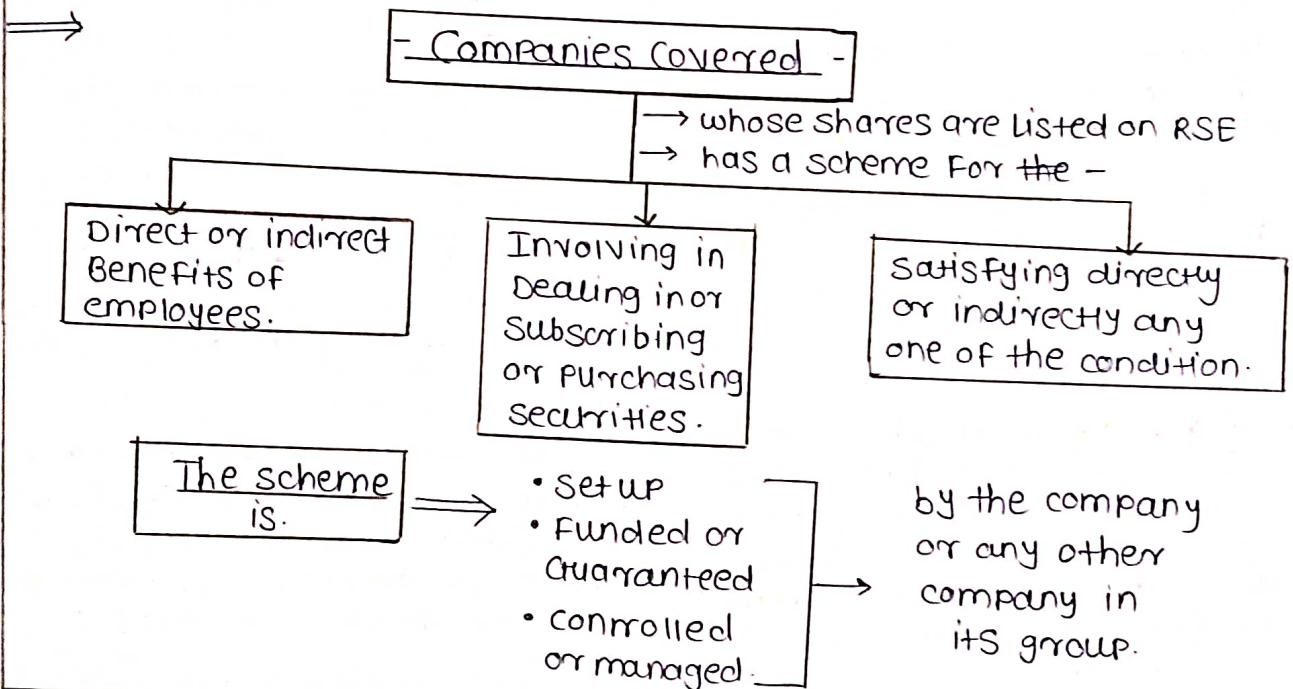 - Companies Covered -
→ whose shares are Listed on RSE
→ has a scheme For the -
Direct or indirect
Benefits of
employees.
Involving in
Dealing in or
subscribing
or purchasing
securities.
Satisfying directly
or indirectly any
one of the condition.
The scheme
is.
• Set up
• Funded or
Guaranteed
• Conrolled
or managed.
by the company
or any other
company in
its group.